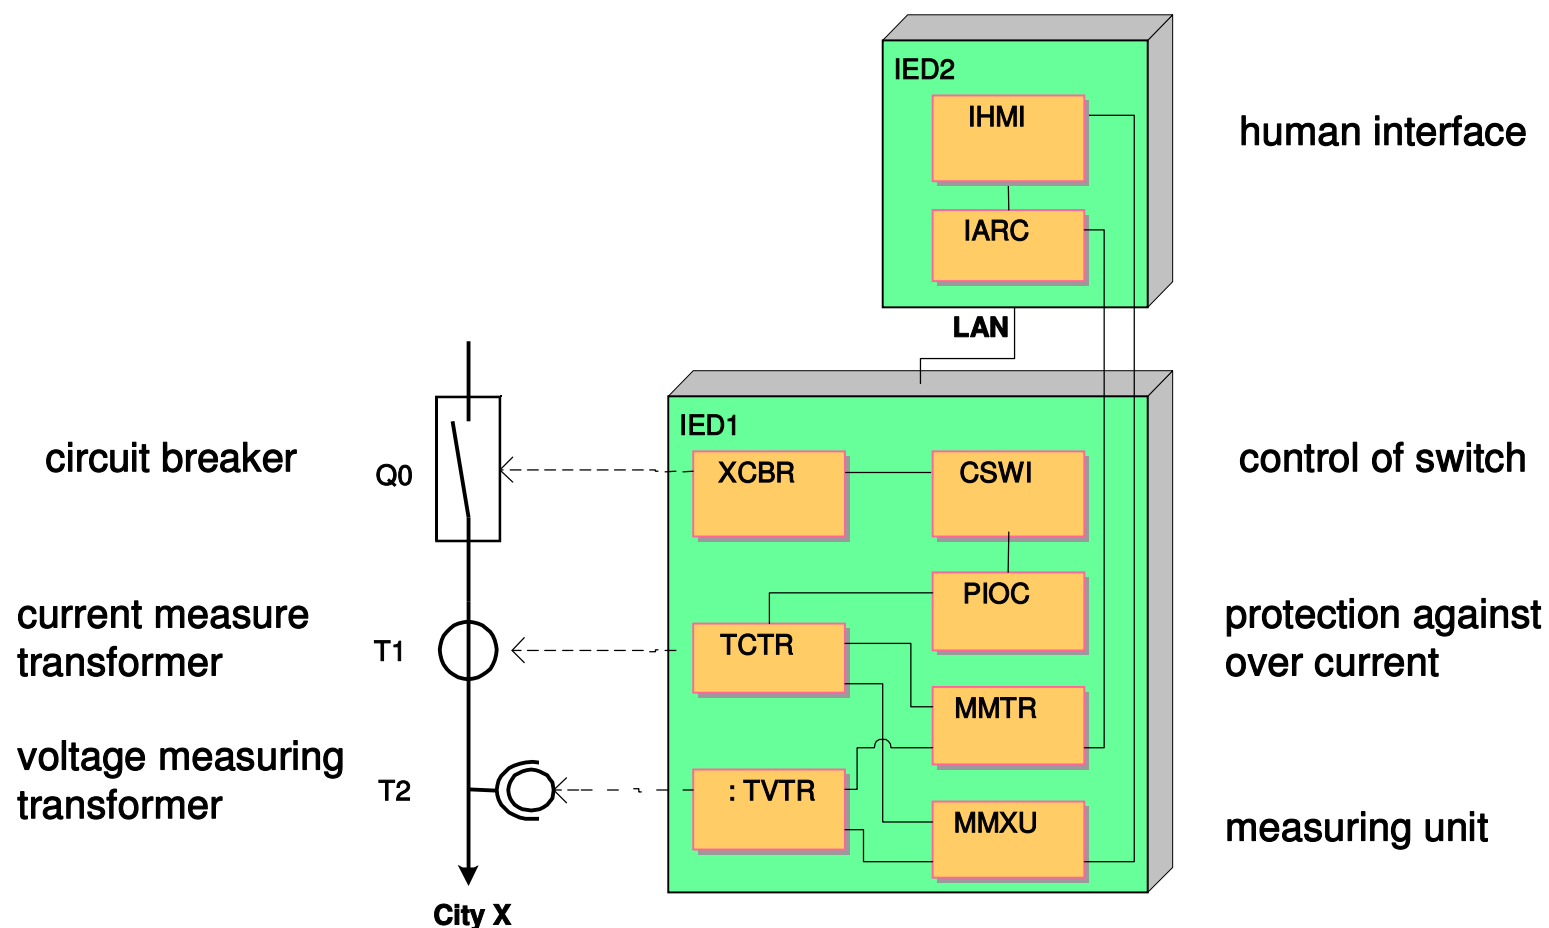 IED2
IHMI
human interface
IARC
LAN
IED1
circuit breaker
Q0
XCBR
CSWI
control of switch
PIOC
current measure
transformer
T1
TCTR
protection against
over current
MMTR
voltage measuring
transformer
T2
: TVTR
MMXU
measuring unit
City X